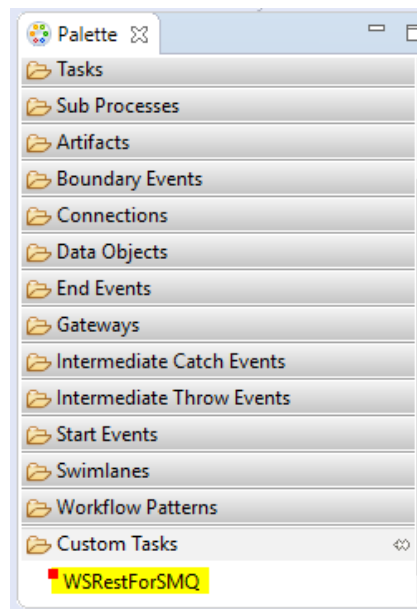 Palette
Tasks
Sub Processes
Artifacts
Boundary Events
Connections
Data Objects
End Events
Gateways
Intermediate Catch Events
Intermediate Throw Events
Start Events
Swimlanes
Workflow Patterns
Custom Tasks
WSRestForSMQ